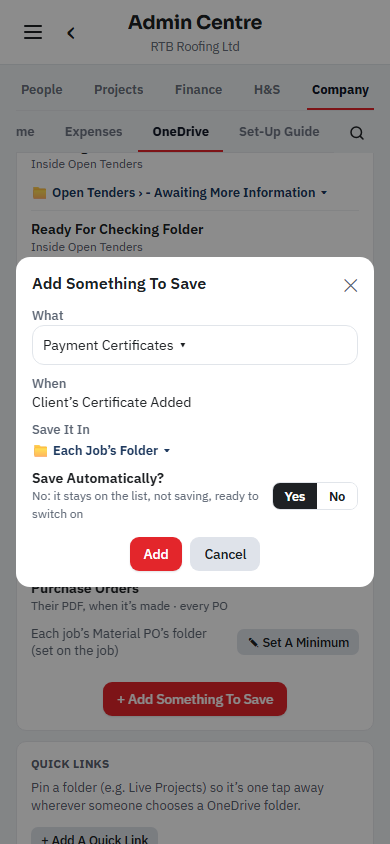 Admin Centre
RTB Roofing Ltd
People Projects Finance H&S Company
me Expenses OneDrive Set-Up Guide
Inside Open Tenders
Open Tenders › - Awaiting More Information
Ready For Checking Folder
Inside Open Tenders
Add Something To Save
What
Payment Certificates
When
Client’s Certificate Added
Save It In
Each Job’s Folder
Save Automatically?
No: it stays on the list, not saving, ready to
switch on
Yes No
Add Cancel
Purchase Orders
Their PDF, when it’s made · every PO
Each job’s Material PO’s folder
(set on the job)
Set A Minimum
+ Add Something To Save
QUICK LINKS
Pin a folder (e.g. Live Projects) so it’s one tap away
wherever someone chooses a OneDrive folder.
+ Add A Quick Link